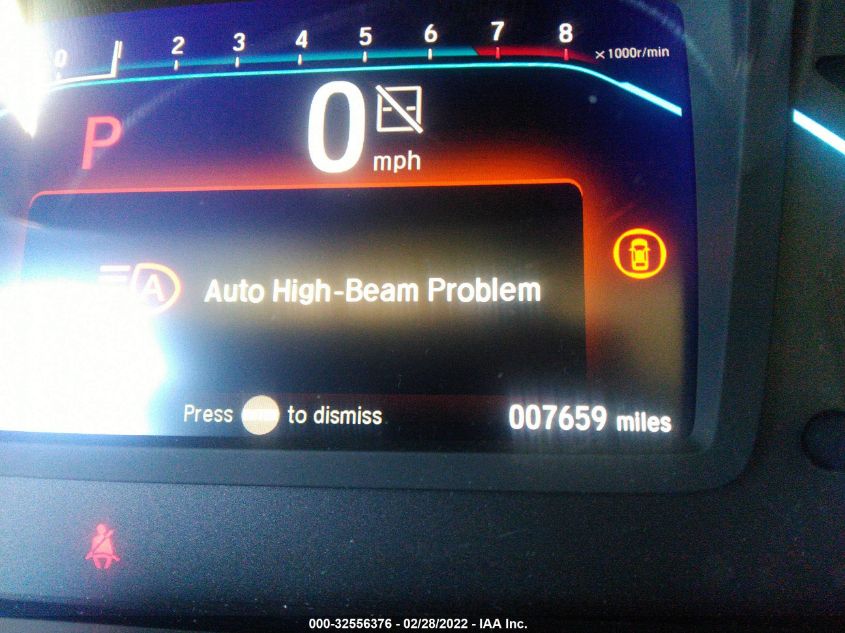 0 2 3 4 5 6 7 8 ×1000r/min
P 0 mph
A Auto High-Beam Problem
Press to dismiss 007659 miles
000-32556376 - 02/28/2022 - IAA Inc.